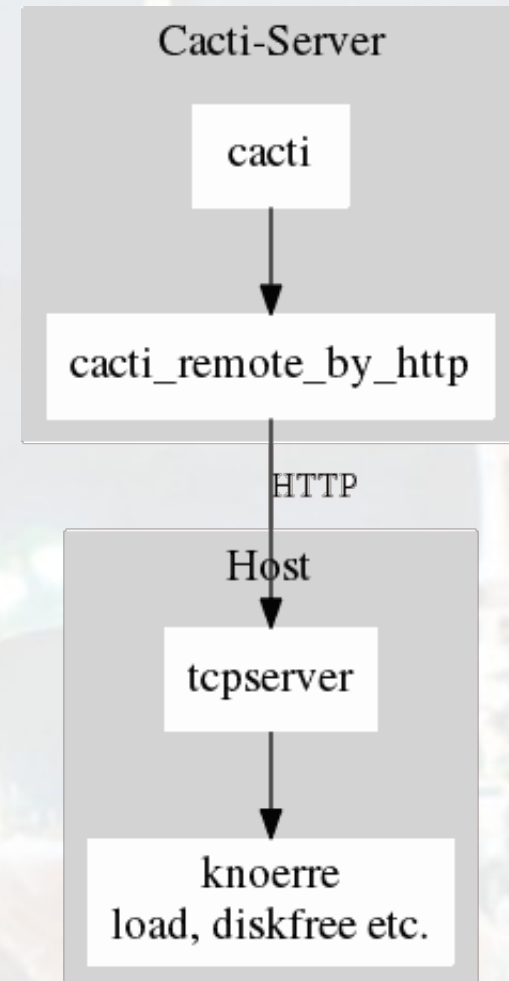 Cacti-Server
cacti
cacti_remote_by_http
HTTP
Host
tcpserver
knoerre
load, diskfree etc.